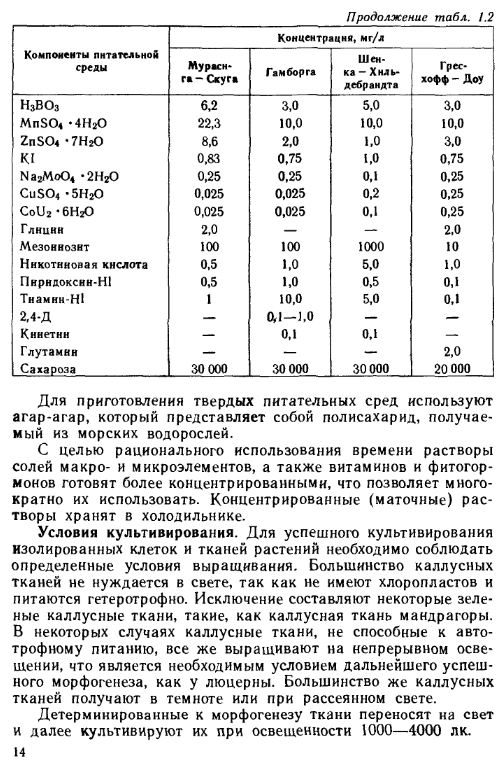 Продолжение табл. 1.2
Компоненты питательной среды | Концентрация, мг/л
Мураси-га – Скуга | Гамборга | Шен-ка – Хиль-дебрандта | Грес-хофф – Доу
H₃BO₃ 6,2 3,0 5,0 3,0
MnSO₄ · 4H₂O 22,3 10,0 10,0 10,0
ZnSO₄ · 7H₂O 8,6 2,0 1,0 3,0
KI 0,83 0,75 1,0 0,75
Na₂MoO₄ · 2H₂O 0,25 0,25 0,1 0,25
CuSO₄ · 5H₂O 0,025 0,025 0,2 0,25
CoU₂ · 6H₂O 0,025 0,025 0,1 0,25
Глицин 2,0 — — 2,0
Мезоинозит 100 100 1000 10
Никотиновая кислота 0,5 1,0 5,0 1,0
Пиридоксин-Hl 0,5 1,0 0,5 0,1
Тиамин-Hl 1 10,0 5,0 0,1
2,4-Д — 0,1—1,0 — —
Кинетин — 0,1 0,1 —
Глутамин — — — 2,0
Сахароза 30 000 30 000 30 000 20 000
Для приготовления твердых питательных сред используют
агар-агар, который представляет собой полисахарид, получае-
мый из морских водорослей.
С целью рационального использования времени растворы
солей макро- и микроэлементов, а также витаминов и фитогор-
монов готовят более концентрированными, что позволяет много-
кратно их использовать. Концентрированные (маточные) рас-
творы хранят в холодильнике.
Условия культивирования. Для успешного культивирования
изолированных клеток и тканей растений необходимо соблюдать
определенные условия выращивания. Большинство каллусных
тканей не нуждается в свете, так как не имеют хлоропластов и
питаются гетеротрофно. Исключение составляют некоторые зеле-
ные каллусные ткани, такие, как каллусная ткань мандрагоры.
В некоторых случаях каллусные ткани, не способные к авто-
трофному питанию, все же выращивают на непрерывном осве-
щении, что является необходимым условием дальнейшего успеш-
ного морфогенеза, как у люцерны. Большинство же каллусных
тканей получают в темноте или при рассеянном свете.
Детерминированные к морфогенезу ткани переносят на свет
и далее культивируют их при освещенности 1000—4000 лк.
14